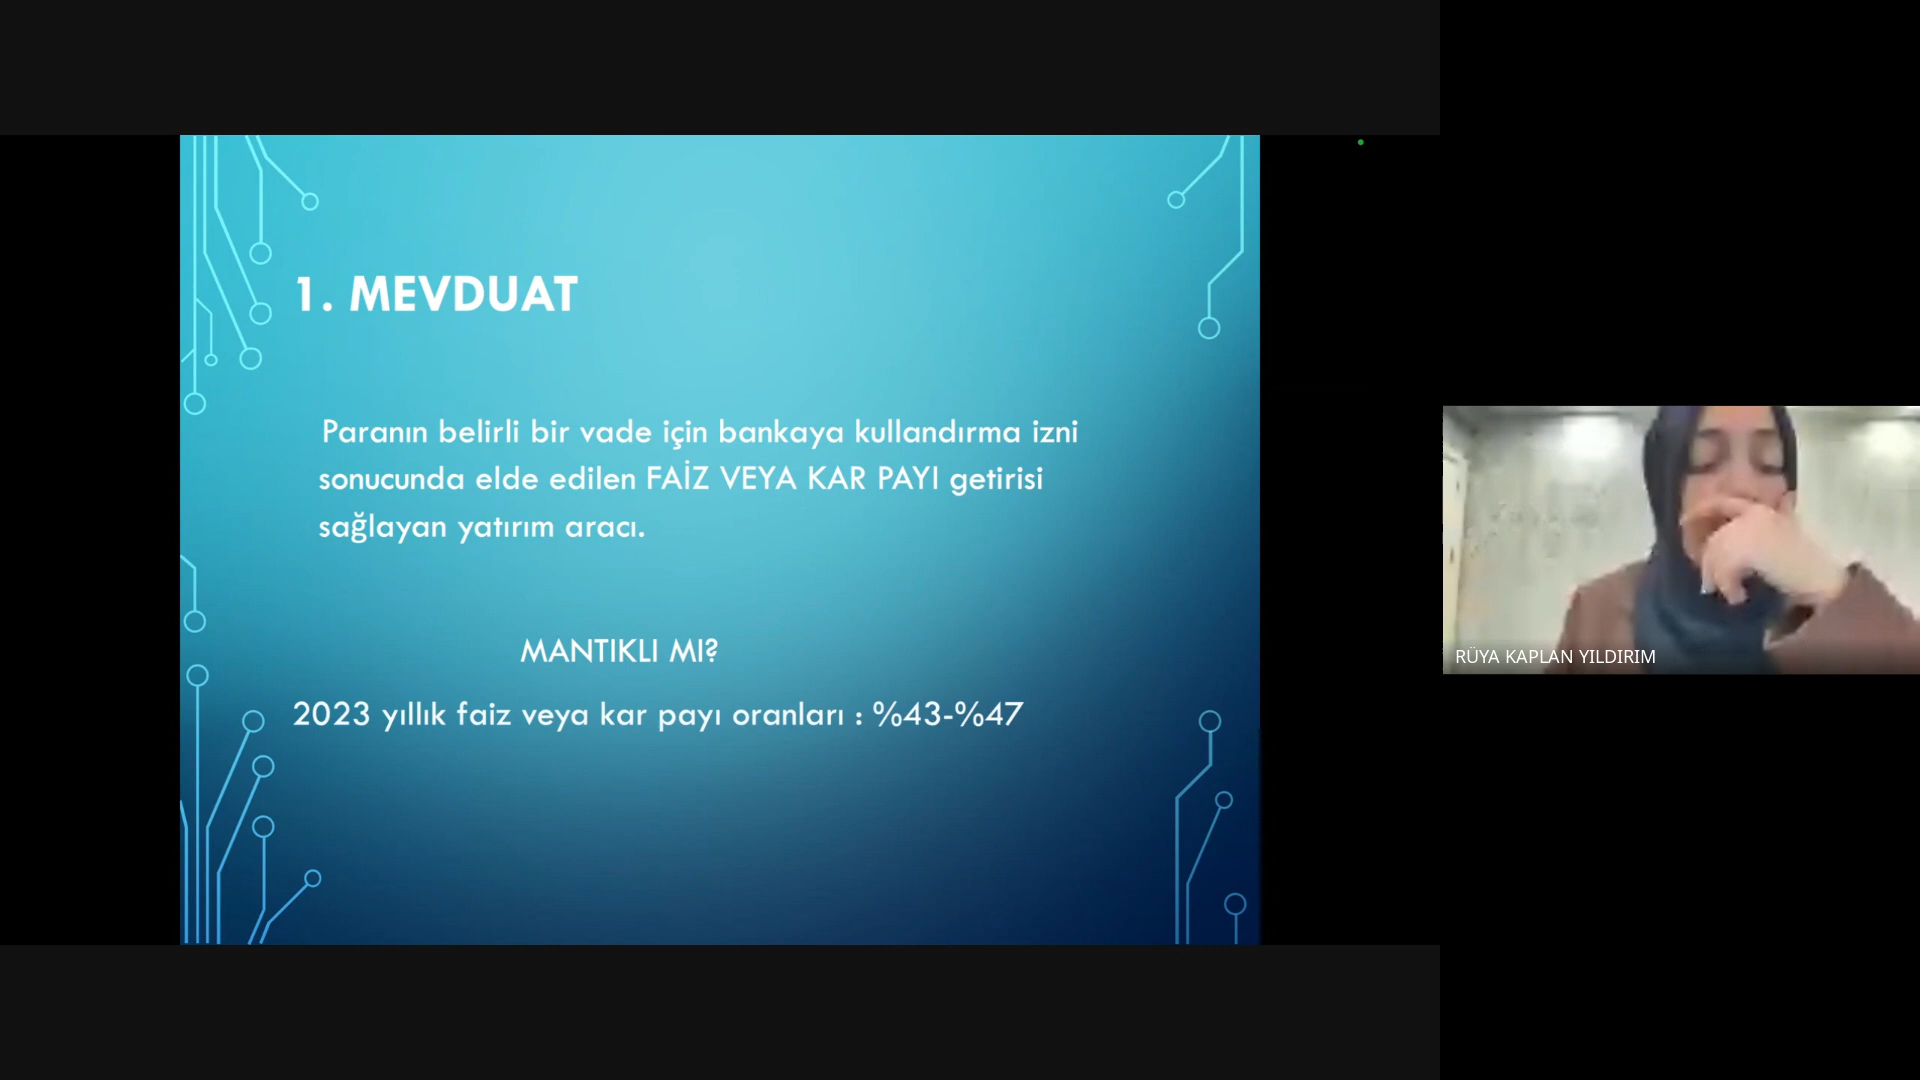 1. MEVDUAT
Paranın belirli bir vade için bankaya kullandırma izni
sonucunda elde edilen FAİZ VEYA KAR PAYI getirisi
sağlayan yatırım aracı.
MANTIKLI MI?
2023 yıllık faiz veya kar payı oranları : %43-%47
RÜYA KAPLAN YILDIRIM